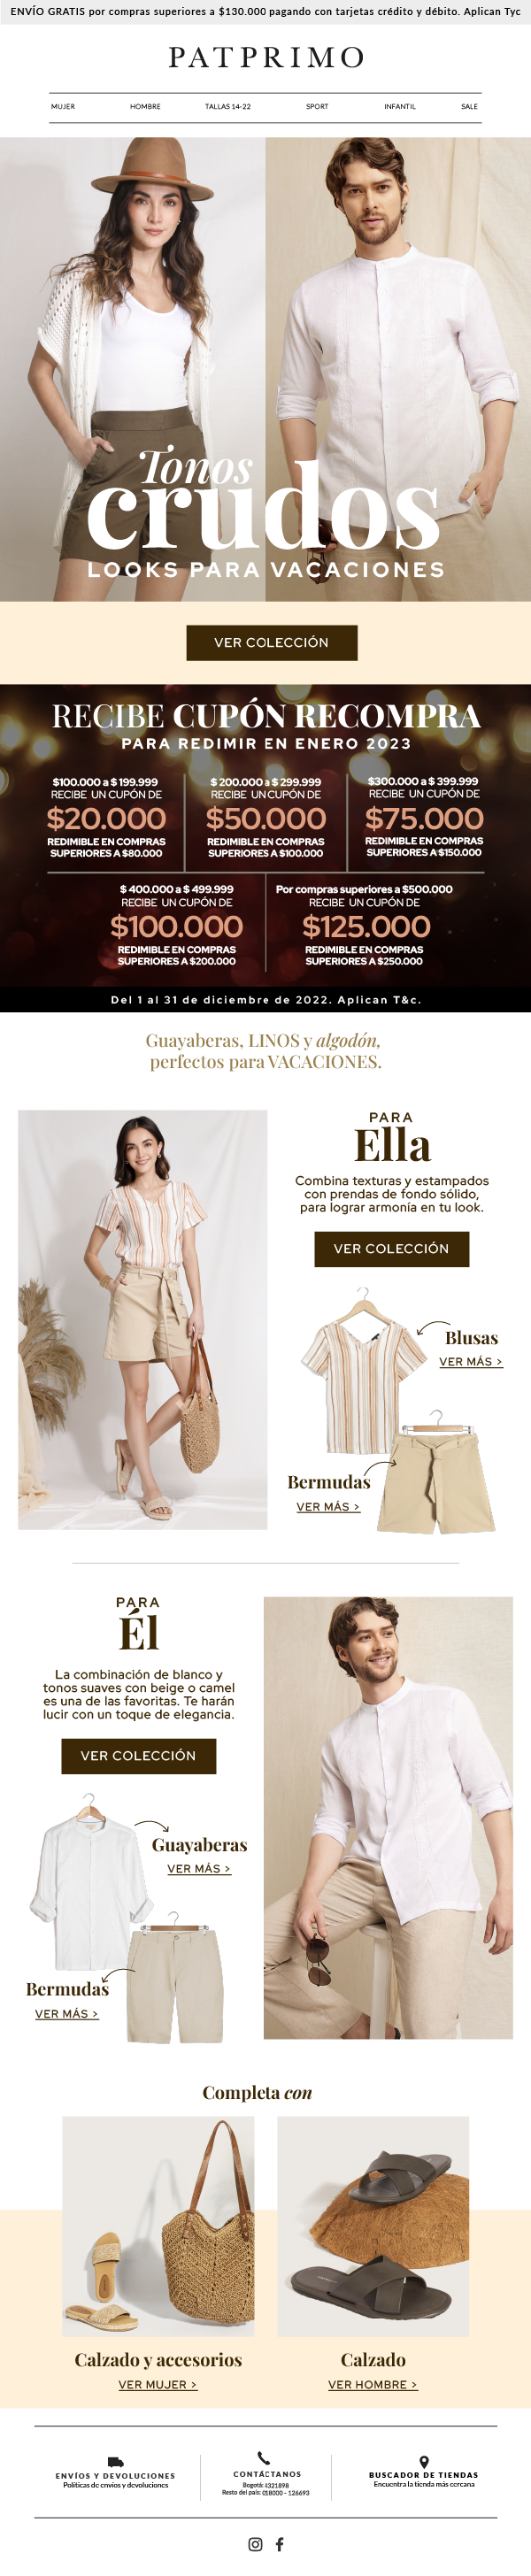 ENVÍO GRATIS por compras superiores a $130.000 pagando con tarjetas crédito y débito. Aplican Tyc
PATPRIMO
MUJER HOMBRE TALLAS 14-22 SPORT INFANTIL SALE
Tonos
crudos
LOOKS PARA VACACIONES
VER COLECCIÓN
RECIBE CUPÓN RECOMPRA
PARA REDIMIR EN ENERO 2023
$100.000 a $ 199.999
RECIBE UN CUPÓN DE
$20.000
REDIMIBLE EN COMPRAS
SUPERIORES A $80.000
$ 200.000 a $ 299.999
RECIBE UN CUPÓN DE
$50.000
REDIMIBLE EN COMPRAS
SUPERIORES A $100.000
$300.000 a $ 399.999
RECIBE UN CUPÓN DE
$75.000
REDIMIBLE EN COMPRAS
SUPERIORES A $150.000
$ 400.000 a $ 499.999
RECIBE UN CUPÓN DE
$100.000
REDIMIBLE EN COMPRAS
SUPERIORES A $200.000
Por compras superiores a $500.000
RECIBE UN CUPÓN DE
$125.000
REDIMIBLE EN COMPRAS
SUPERIORES A $250.000
Del 1 al 31 de diciembre de 2022. Aplican T&c.
Guayaberas, LINOS y algodón,
perfectos para VACACIONES.
PARA
Ella
Combina texturas y estampados
con prendas de fondo sólido,
para lograr armonía en tu look.
VER COLECCIÓN
Blusas
VER MÁS >
Bermudas
VER MÁS >
PARA
Él
La combinación de blanco y
tonos suaves con beige o camel
es una de las favoritas. Te harán
lucir con un toque de elegancia.
VER COLECCIÓN
Guayaberas
VER MÁS >
Bermudas
VER MÁS >
Completa con
Calzado y accesorios
VER MUJER >
Calzado
VER HOMBRE >
ENVÍOS Y DEVOLUCIONES
Políticas de envíos y devoluciones
CONTÁCTANOS
Bogotá: 4321898
Resto del país: 018000 - 126693
BUSCADOR DE TIENDAS
Encuentra la tienda más cercana